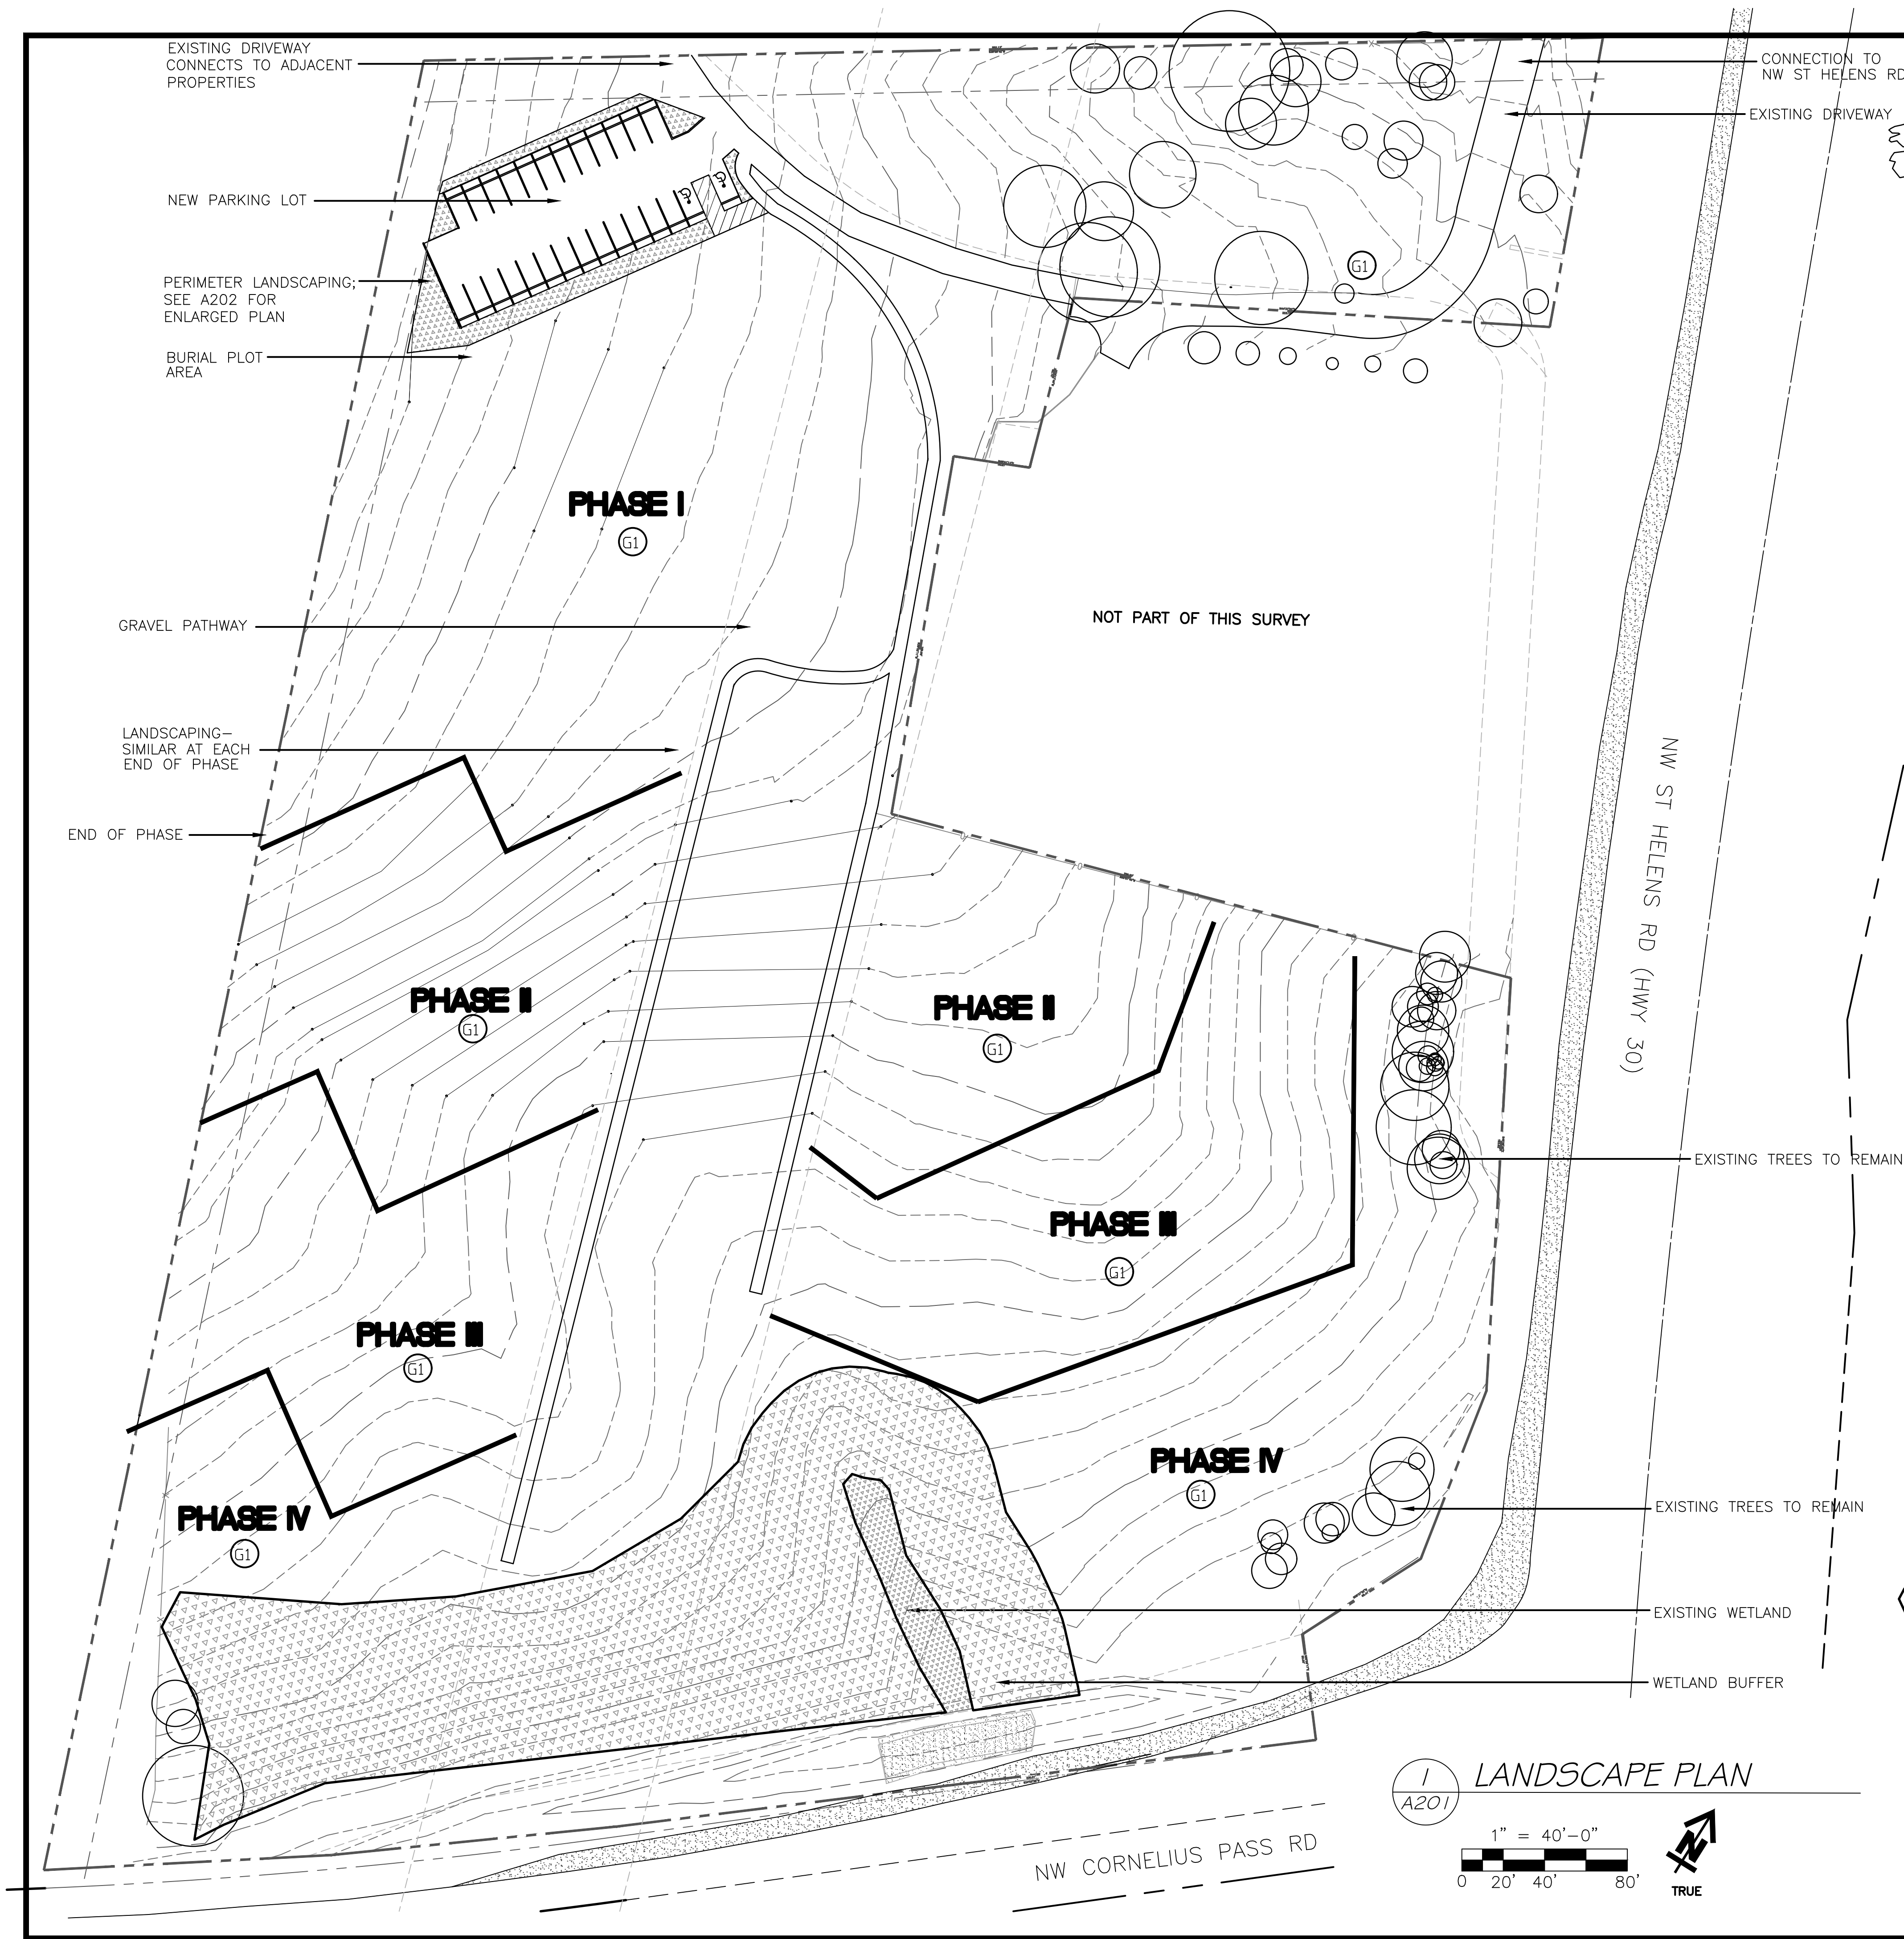 EXISTING DRIVEWAY
CONNECTS TO ADJACENT
PROPERTIES
CONNECTION TO
NW ST HELENS RD
EXISTING DRIVEWAY
NEW PARKING LOT
PERIMETER LANDSCAPING;
SEE A202 FOR
ENLARGED PLAN
BURIAL PLOT
AREA
G1
PHASE I
G1
GRAVEL PATHWAY
NOT PART OF THIS SURVEY
LANDSCAPING-
SIMILAR AT EACH
END OF PHASE
END OF PHASE
NW ST HELENS RD (HWY 30)
PHASE II
G1
PHASE II
G1
EXISTING TREES TO REMAIN
PHASE III
G1
PHASE III
G1
PHASE IV
G1
PHASE IV
G1
EXISTING TREES TO REMAIN
EXISTING WETLAND
WETLAND BUFFER
1
A201
LANDSCAPE PLAN
1" = 40'-0"
0 20' 40' 80'
N
TRUE
NW CORNELIUS PASS RD